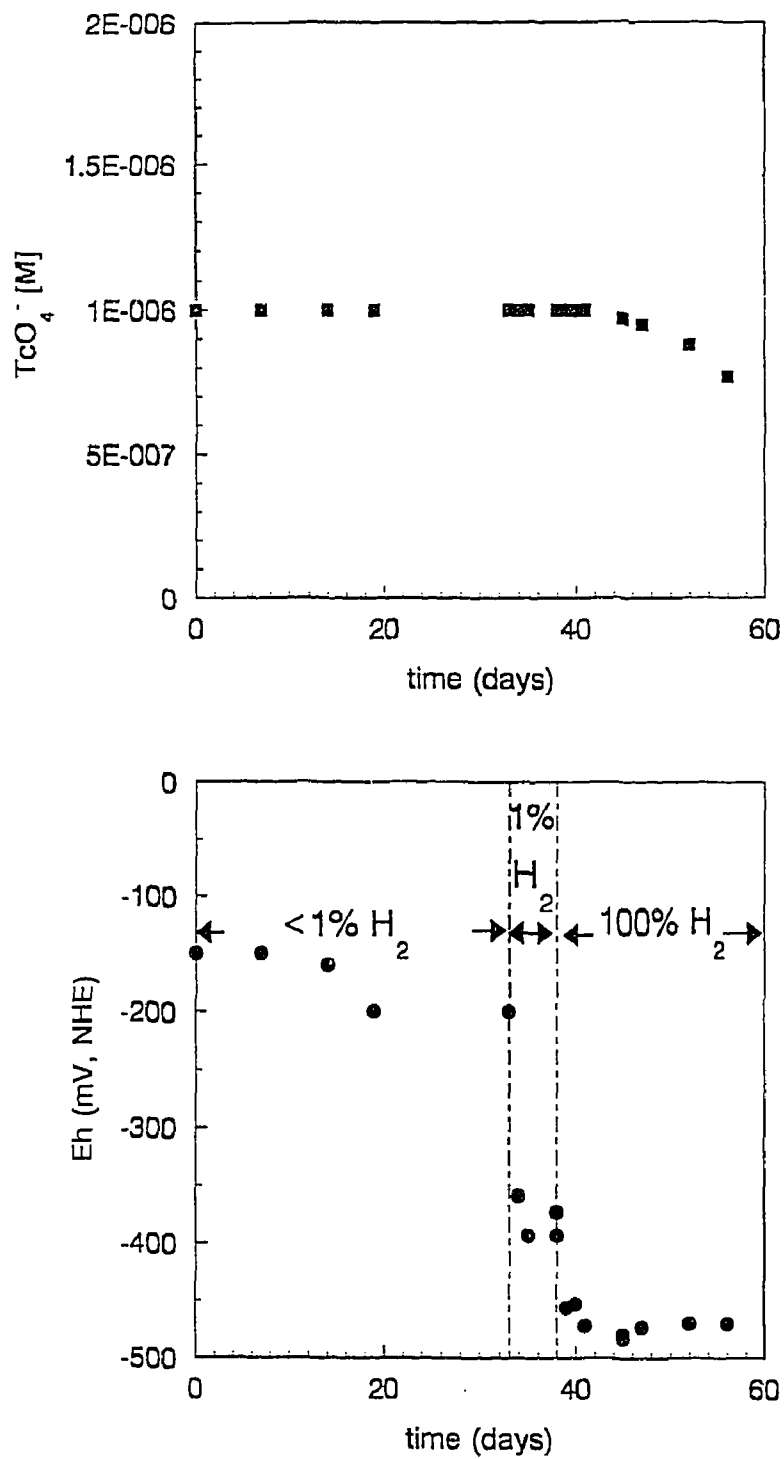 2E-006
1.5E-006
1E-006
5E-007
0
TcO4- [M]
0 20 40 60
time (days)
0
-100
-200
-300
-400
-500
Eh (mV, NHE)
<1% H2
1% H2
100% H2
0 20 40 60
time (days)